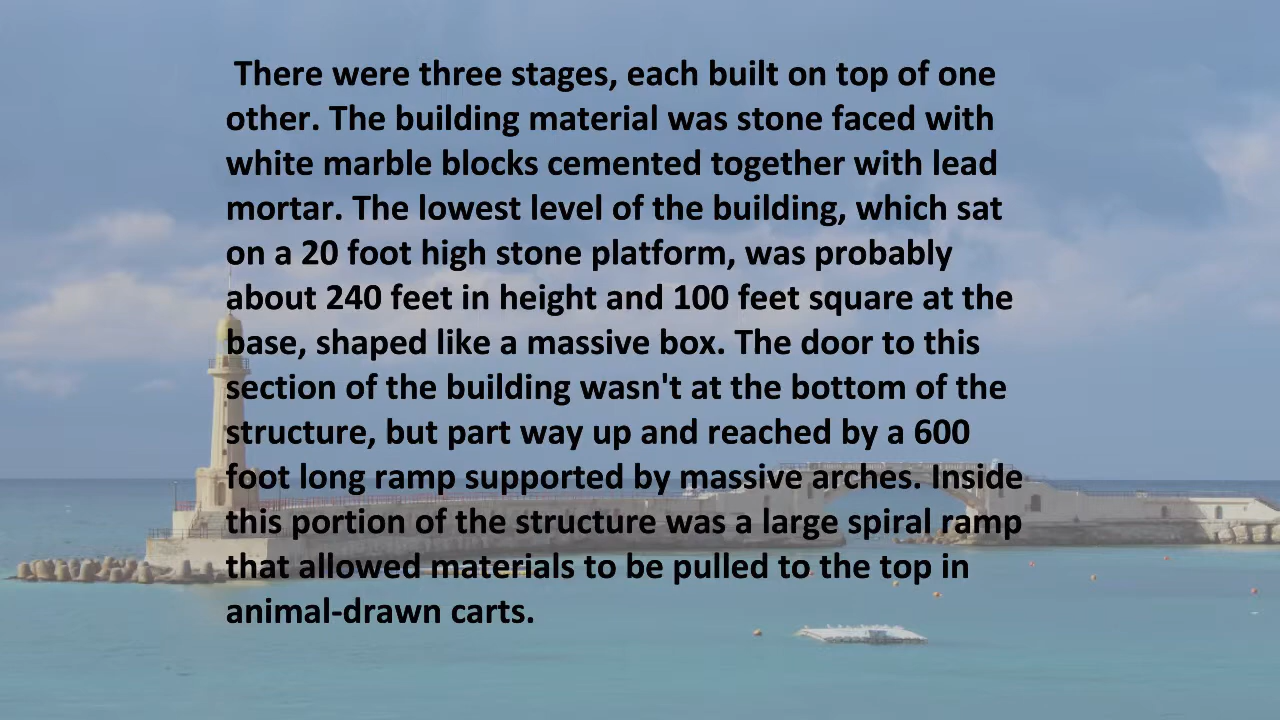 There were three stages, each built on top of one
other. The building material was stone faced with
white marble blocks cemented together with lead
mortar. The lowest level of the building, which sat
on a 20 foot high stone platform, was probably
about 240 feet in height and 100 feet square at the
base, shaped like a massive box. The door to this
section of the building wasn't at the bottom of the
structure, but part way up and reached by a 600
foot long ramp supported by massive arches. Inside
this portion of the structure was a large spiral ramp
that allowed materials to be pulled to the top in
animal-drawn carts.